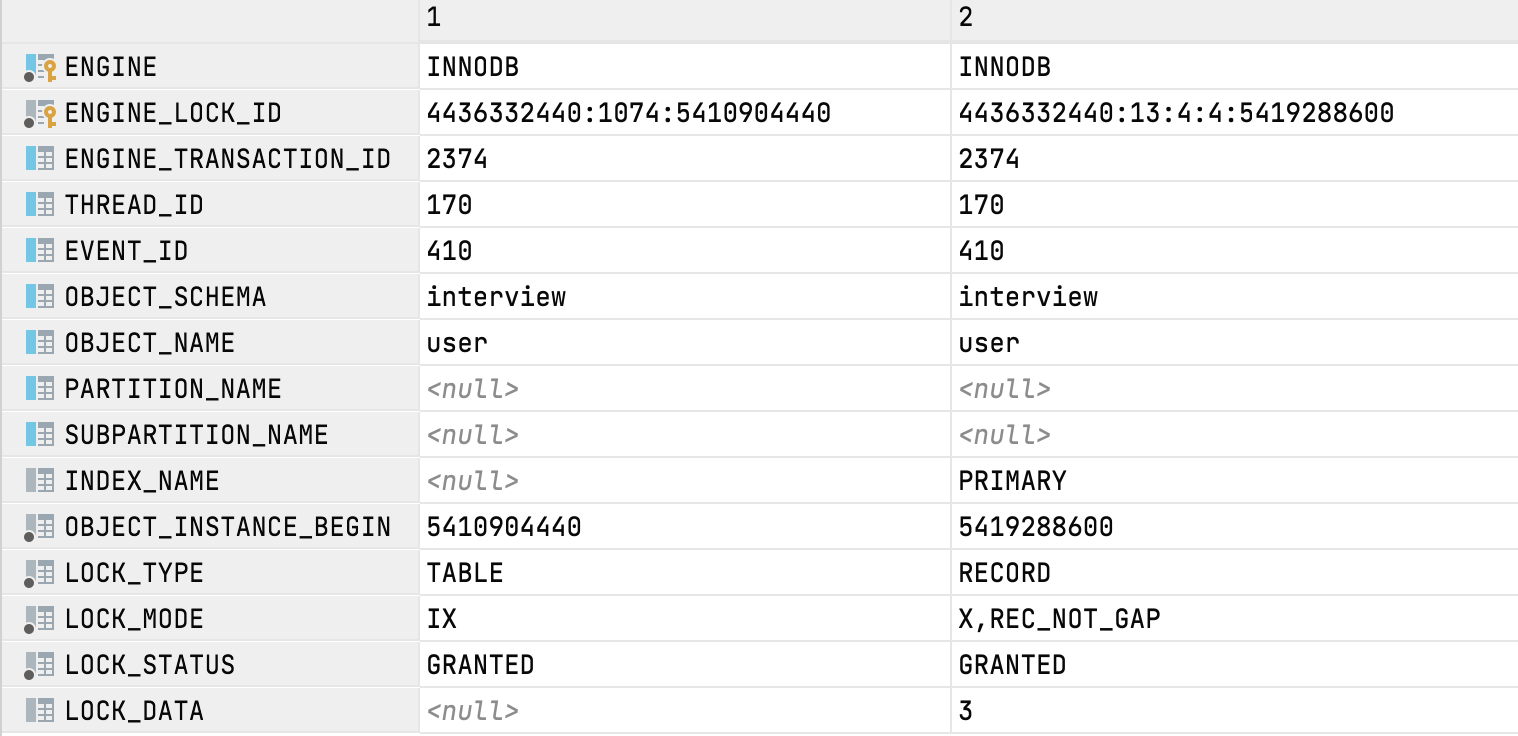 1 2
ENGINE INNODB INNODB
ENGINE_LOCK_ID 4436332440:1074:5410904440 4436332440:13:4:4:5419288600
ENGINE_TRANSACTION_ID 2374 2374
THREAD_ID 170 170
EVENT_ID 410 410
OBJECT_SCHEMA interview interview
OBJECT_NAME user user
PARTITION_NAME <null> <null>
SUBPARTITION_NAME <null> <null>
INDEX_NAME <null> PRIMARY
OBJECT_INSTANCE_BEGIN 5410904440 5419288600
LOCK_TYPE TABLE RECORD
LOCK_MODE IX X,REC_NOT_GAP
LOCK_STATUS GRANTED GRANTED
LOCK_DATA <null> 3